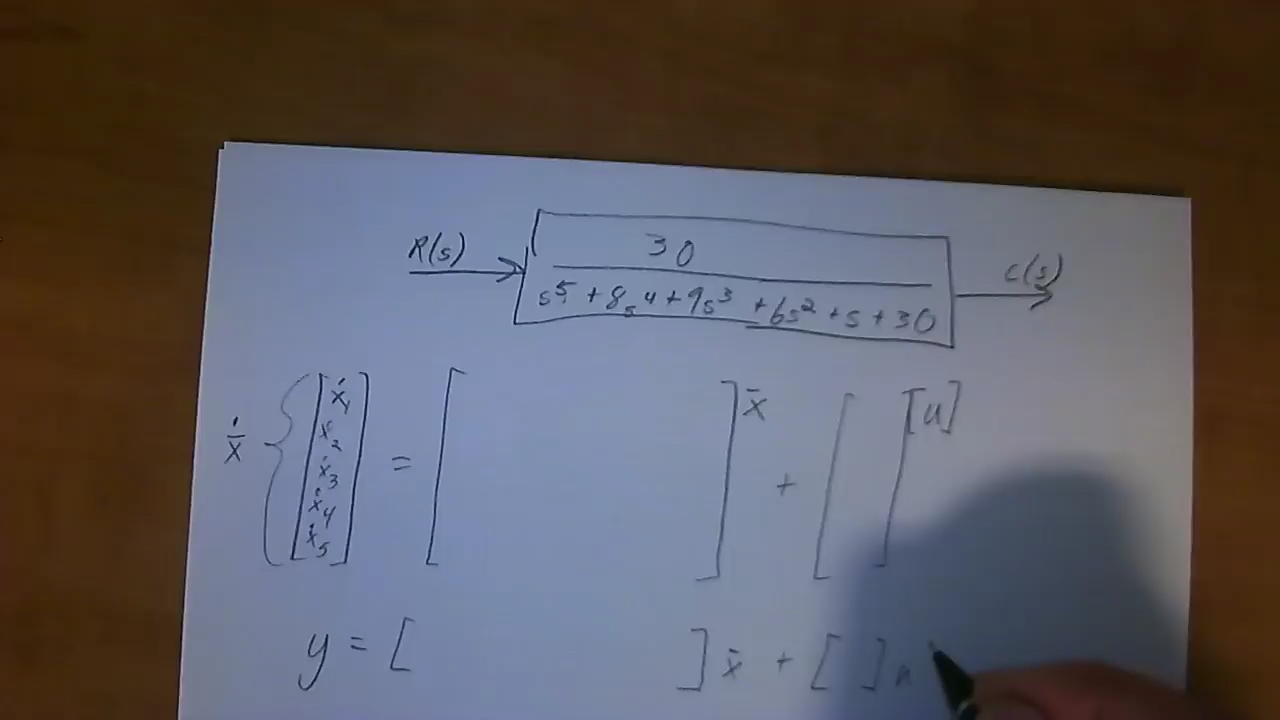 R(s) 30 C(s)
s⁵ + 8s⁴ + 9s³ + 6s² + s + 30
ẋ₁
ẋ₂
ẋ₃
ẋ₄
ẋ₅
ẋ { [ ] = [ ] x̄ + [ ] [u]
y = [ ] x̄ + [ ] u